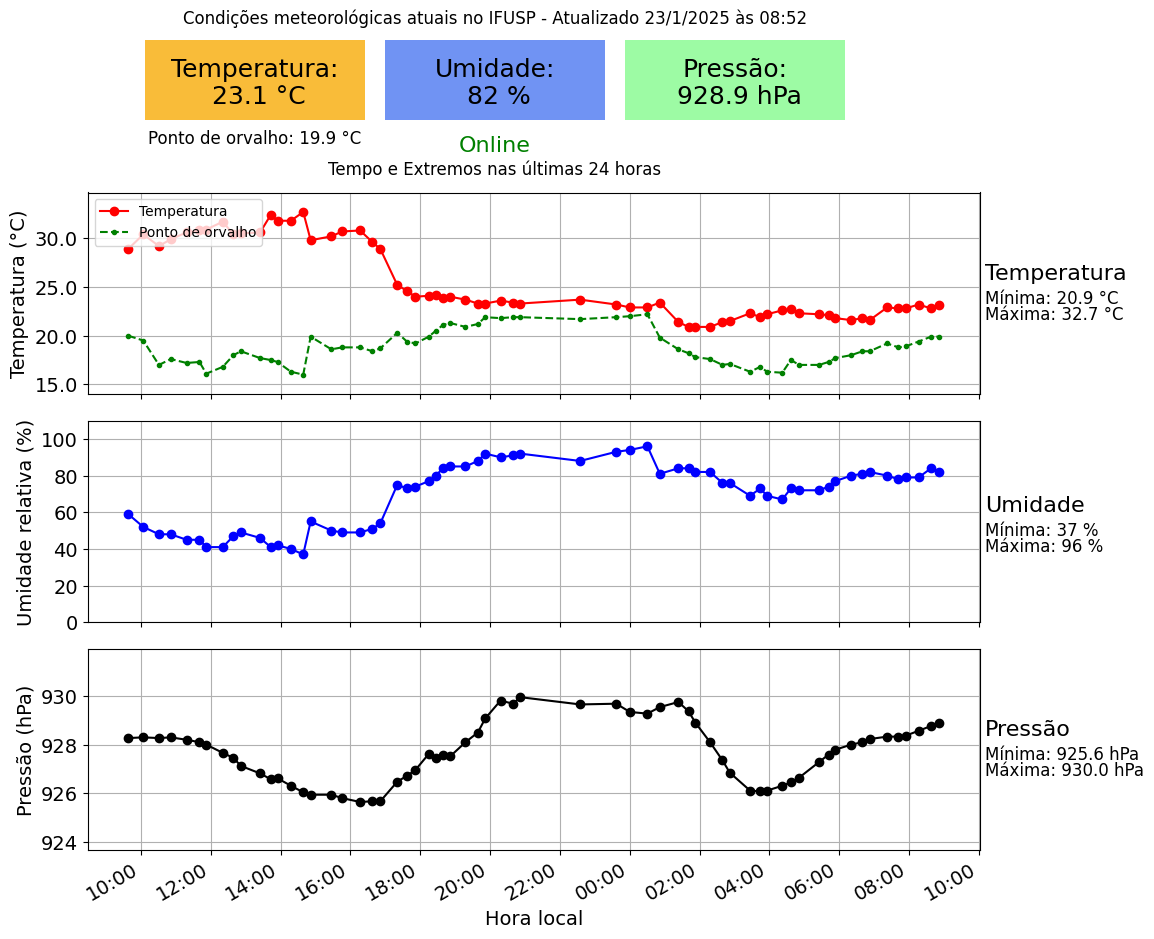 Condições meteorológicas atuais no IFUSP - Atualizado 23/1/2025 às 08:52
Temperatura:
23.1 °C
Umidade:
82 %
Pressão:
928.9 hPa
Ponto de orvalho: 19.9 °C
Online
Tempo e Extremos nas últimas 24 horas
Temperatura (°C)
30.0
25.0
20.0
15.0
Temperatura
Ponto de orvalho
Temperatura
Mínima: 20.9 °C
Máxima: 32.7 °C
Umidade relativa (%)
100
80
60
40
20
0
Umidade
Mínima: 37 %
Máxima: 96 %
Pressão (hPa)
930
928
926
924
Pressão
Mínima: 925.6 hPa
Máxima: 930.0 hPa
10:00
12:00
14:00
16:00
18:00
20:00
22:00
00:00
02:00
04:00
06:00
08:00
10:00
Hora local